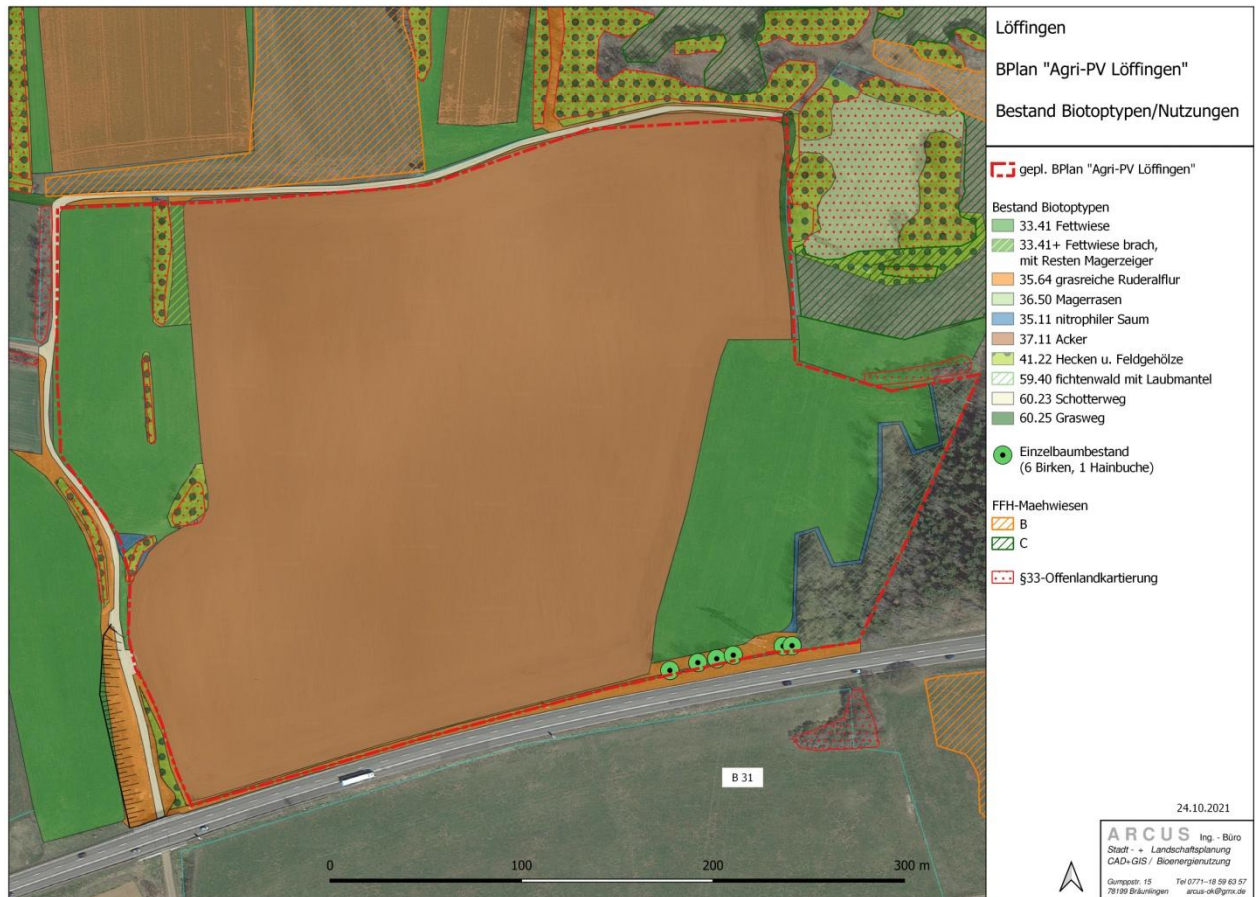 Löffingen
BPlan "Agri-PV Löffingen"
Bestand Biotoptypen/Nutzungen
gepl. BPlan "Agri-PV Löffingen"
Bestand Biotoptypen
33.41 Fettwiese
33.41+ Fettwiese brach,
mit Resten Magerzeiger
35.64 grasreiche Ruderalflur
36.50 Magerrasen
35.11 nitrophiler Saum
37.11 Acker
41.22 Hecken u. Feldgehölze
59.40 fichtenwald mit Laubmantel
60.23 Schotterweg
60.25 Grasweg
Einzelbaumbestand
(6 Birken, 1 Hainbuche)
FFH-Maehwiesen
B
C
§33-Offenlandkartierung
B 31
0 100 200 300 m
24.10.2021
ARCUS Ing. - Büro
Stadt - + Landschaftsplanung
CAD+GIS / Bioenergienutzung
Gumppstr. 15 Tel 0771-18 59 63 57
78199 Bräunlingen arcus-ok@gmx.de